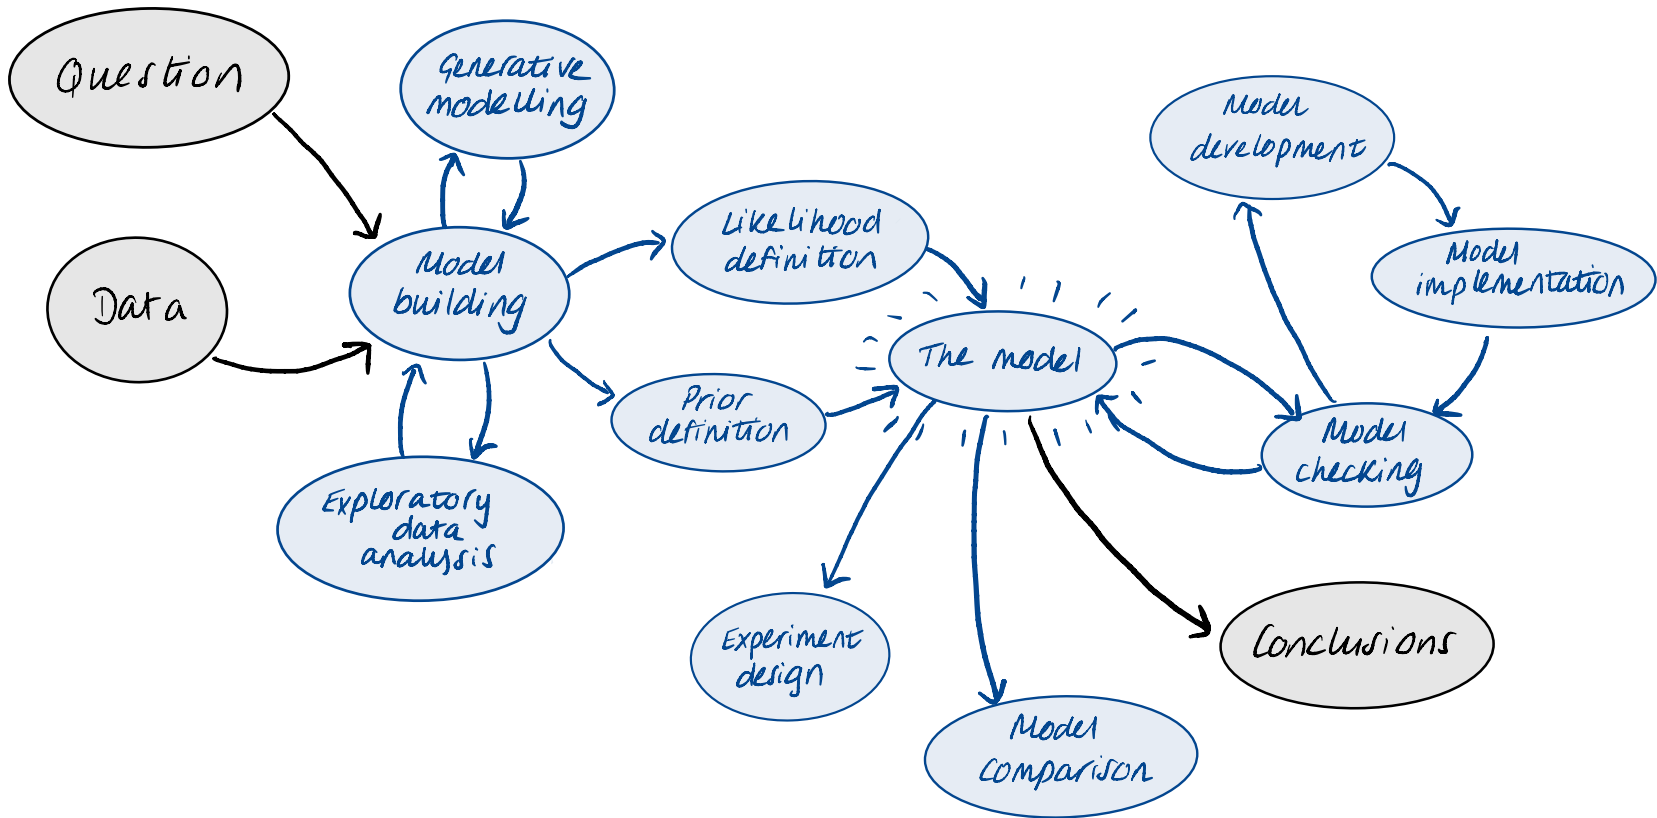 Question
Generative
modelling
Model
development
Likelihood
definition
Model
implementation
Model
building
Data
The model
Prior
definition
Model
checking
Exploratory
data
analysis
Experiment
design
Conclusions
Model
comparison